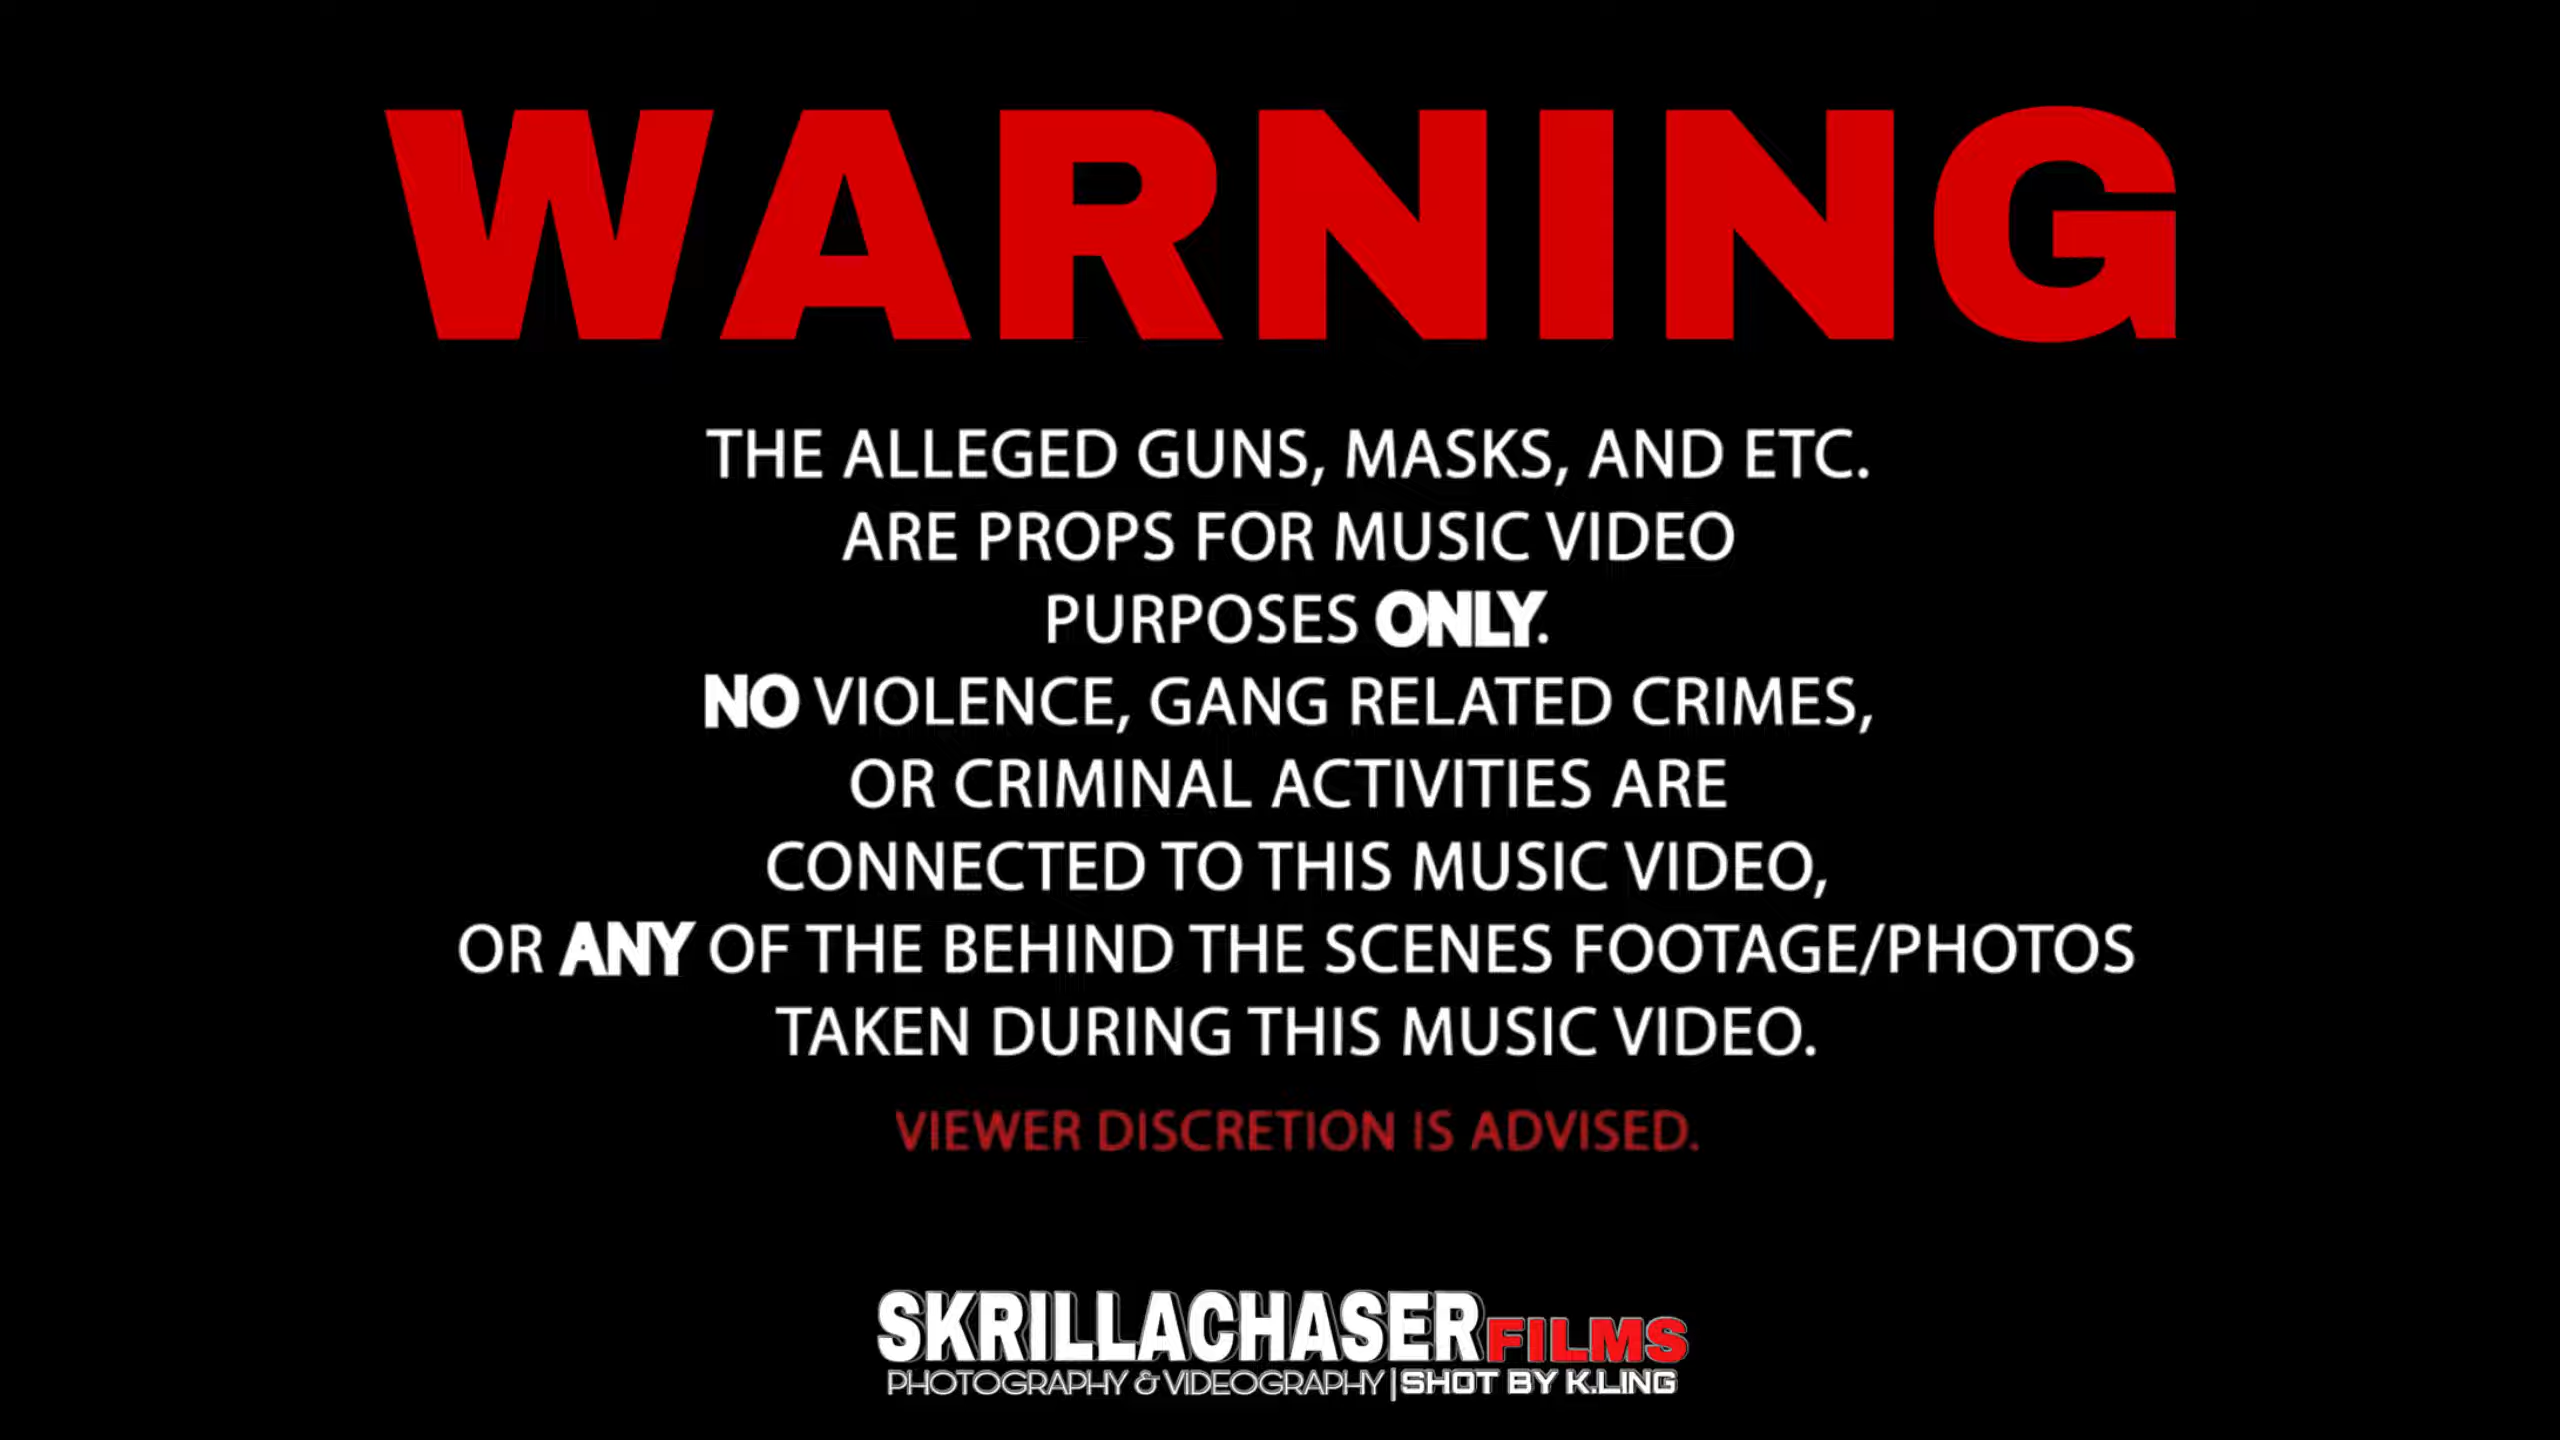 WARNING
THE ALLEGED GUNS, MASKS, AND ETC.
ARE PROPS FOR MUSIC VIDEO
PURPOSES ONLY.
NO VIOLENCE, GANG RELATED CRIMES,
OR CRIMINAL ACTIVITIES ARE
CONNECTED TO THIS MUSIC VIDEO,
OR ANY OF THE BEHIND THE SCENES FOOTAGE/PHOTOS
TAKEN DURING THIS MUSIC VIDEO.
VIEWER DISCRETION IS ADVISED.
SKRILLACHASER FILMS
PHOTOGRAPHY & VIDEOGRAPHY | SHOT BY K.LING